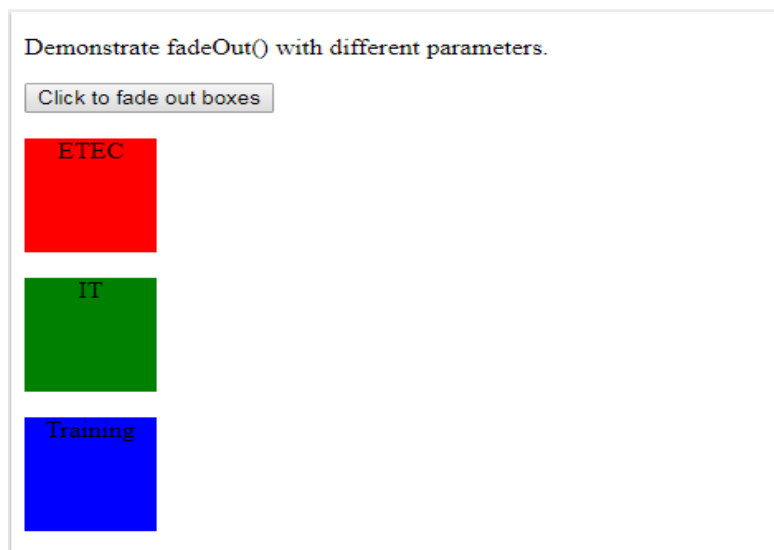 Demonstrate fadeOut() with different parameters.
Click to fade out boxes
ETEC
IT
Training